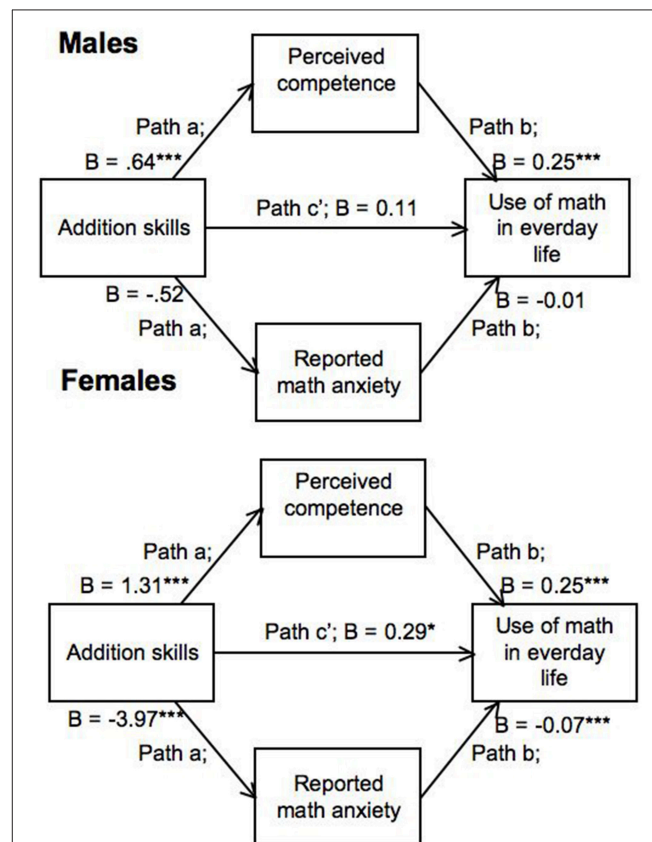 Males
Perceived
competence
Path a;
Path b;
B = .64***
B = 0.25***
Addition skills
Path c'; B = 0.11
Use of math
in everday
life
B = -.52
B = -0.01
Path a;
Path b;
Reported
math anxiety
Females
Perceived
competence
Path a;
Path b;
B = 1.31***
B = 0.25***
Addition skills
Path c'; B = 0.29*
Use of math
in everday
life
B = -3.97***
B = -0.07***
Path a;
Path b;
Reported
math anxiety